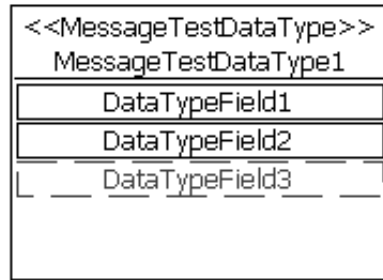 <<MessageTestDataType>>
MessageTestDataType1
DataTypeField1
DataTypeField2
DataTypeField3